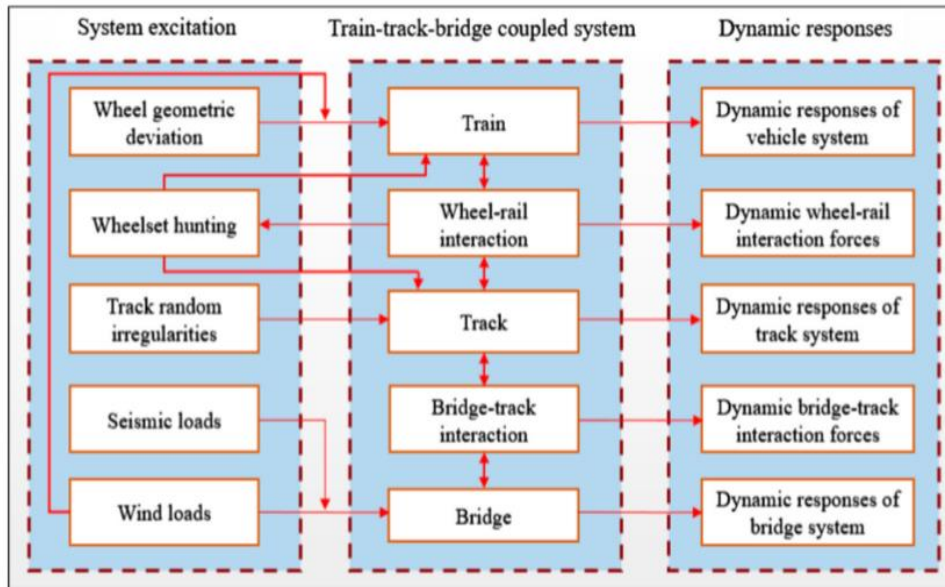 System excitation
Train-track-bridge coupled system
Dynamic responses
Wheel geometric
deviation
Train
Dynamic responses of
vehicle system
Wheelset hunting
Wheel-rail
interaction
Dynamic wheel-rail
interaction forces
Track random
irregularities
Track
Dynamic responses of
track system
Seismic loads
Bridge-track
interaction
Dynamic bridge-track
interaction forces
Wind loads
Bridge
Dynamic responses of
bridge system